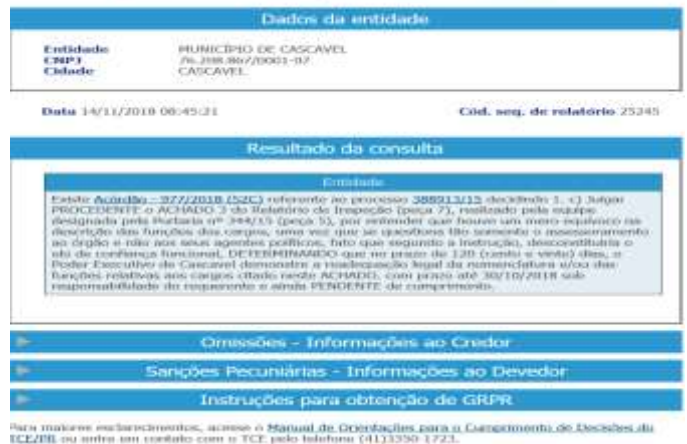 Dados da entidade
Entidade MUNICÍPIO DE CASCAVEL
CNPJ 76.208.867/0001-07
Cidade CASCAVEL
Data 14/11/2018 08:45:21 Cód. seq. de relatório 25245
Resultado da consulta
Entidade
Existe Acórdão - 977/2018 (S2C) referente ao processo 388913/15 decidindo 1. c) Julgar
PROCEDENTE o ACHADO 3 do Relatório de Inspeção (peça 7), realizado pela equipe
designada pela Portaria nº 344/15 (peça 5), por entender que houve um mero equívoco na
descrição das funções dos cargos, uma vez que se questiona tão somente o assessoramento
ao órgão e não aos seus agentes políticos, fato que segundo a instrução, desconstituiria o
elo de confiança funcional, DETERMINANDO que no prazo de 120 (cento e vinte) dias, o
Poder Executivo de Cascavel demonstre a readequação legal da nomenclatura e/ou das
funções relativas aos cargos citado neste ACHADO, com prazo até 30/10/2018 sob
responsabilidade do requerente e ainda PENDENTE de cumprimento.
Omissões - Informações ao Credor
Sanções Pecuniárias - Informações ao Devedor
Instruções para obtenção de GRPR
Para maiores esclarecimentos, acesse o Manual de Orientações para o Cumprimento de Decisões do
TCE/PR ou entre em contato com o TCE pelo telefone (41)3350-1723.